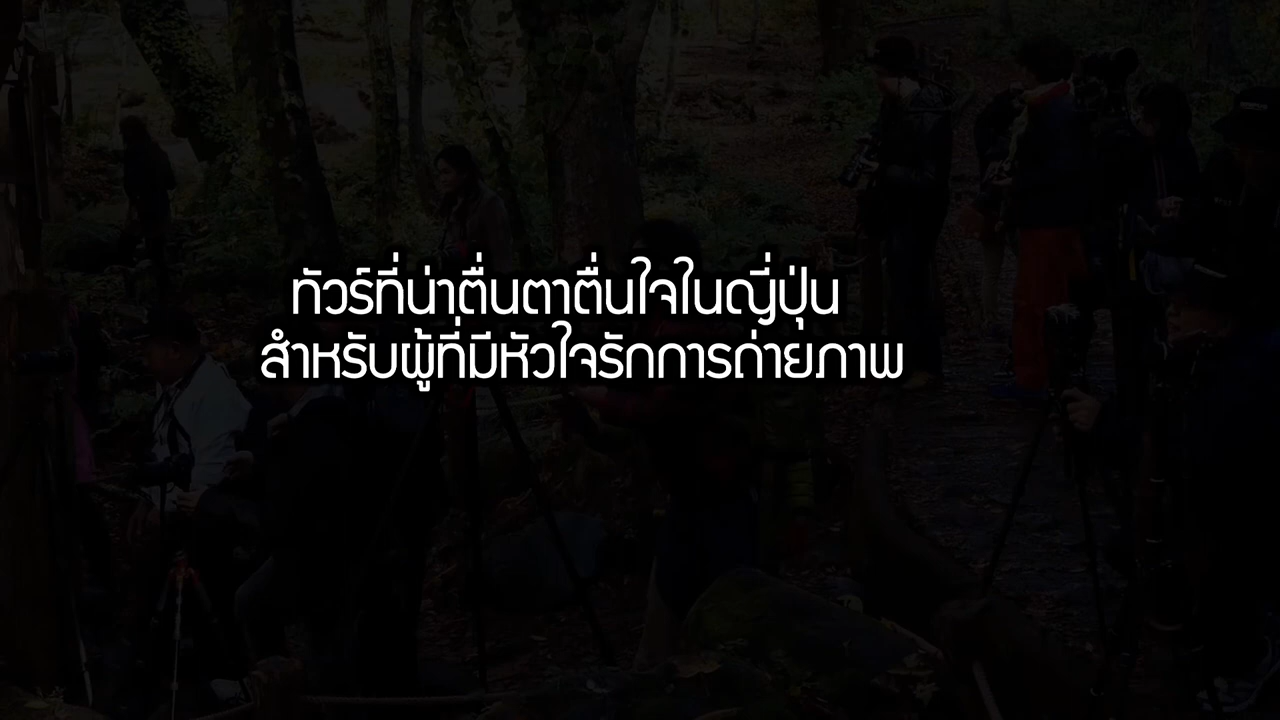 ทัวร์ที่น่าตื่นตาตื่นใจในญี่ปุ่น
สำหรับผู้ที่มีหัวใจรักการถ่ายภาพ